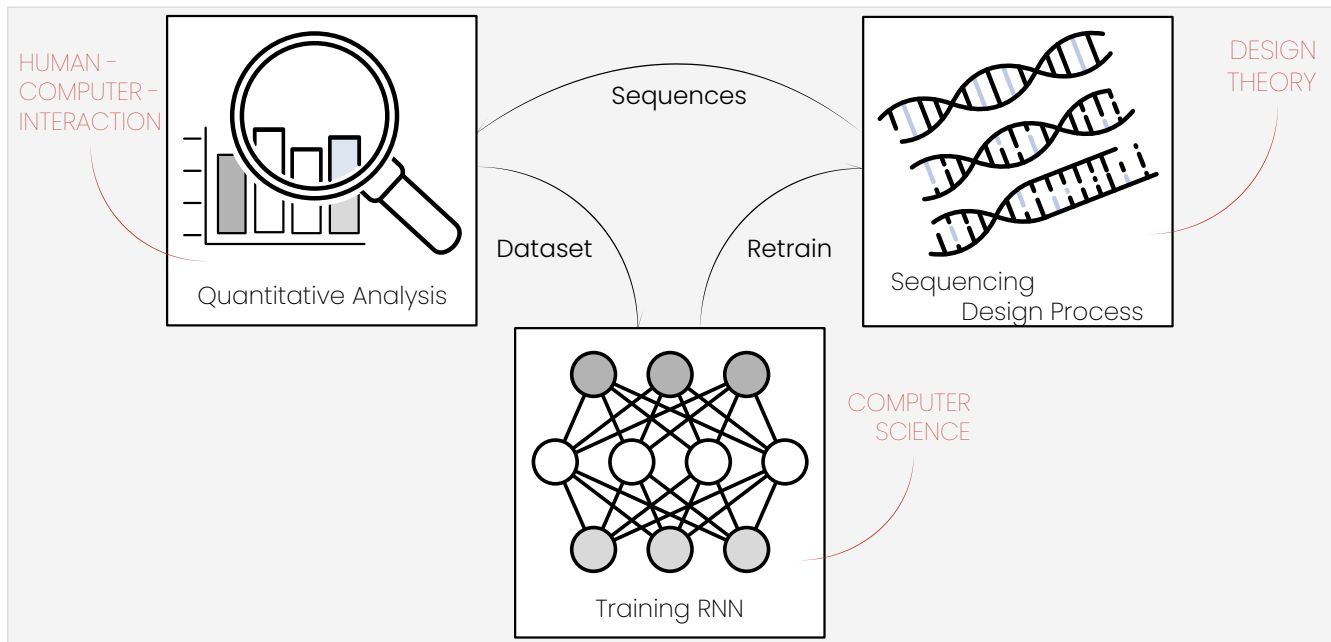 HUMAN -
COMPUTER -
INTERACTION
Quantitative Analysis
Sequences
Dataset
Retrain
DESIGN
THEORY
Sequencing
Design Process
COMPUTER
SCIENCE
Training RNN